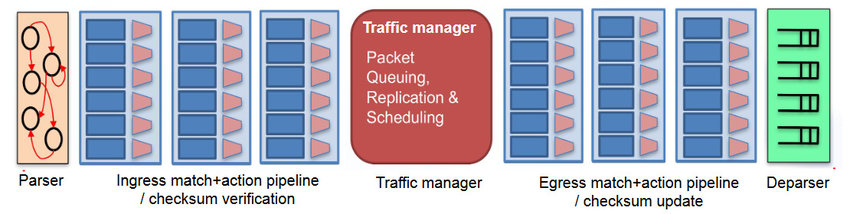 Traffic manager
Packet
Queuing,
Replication &
Scheduling
Parser
Ingress match+action pipeline
/ checksum verification
Traffic manager
Egress match+action pipeline
/ checksum update
Deparser